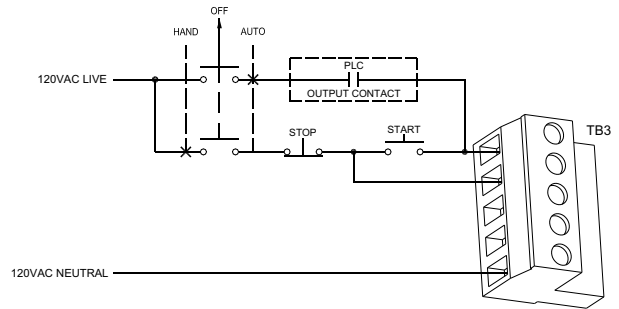 OFF
HAND
AUTO
PLC
120VAC LIVE
OUTPUT CONTACT
STOP
START
TB3
120VAC NEUTRAL